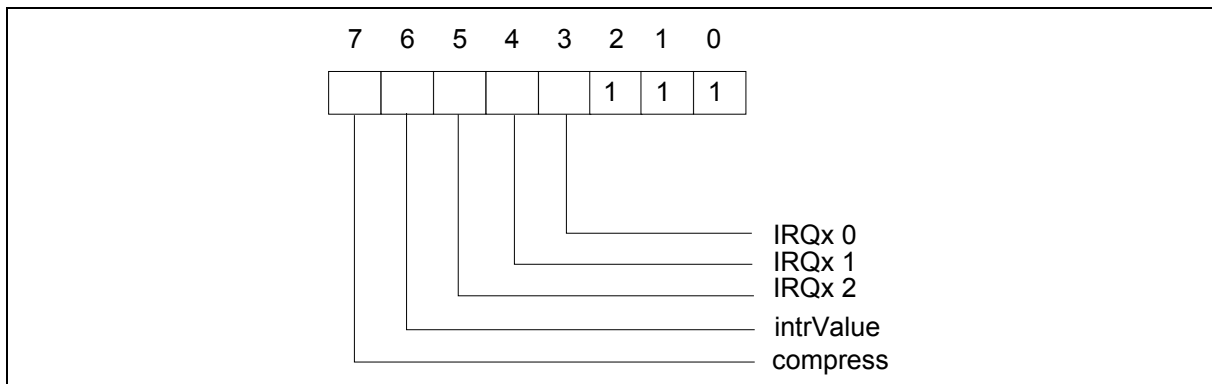 7 6 5 4 3 2 1 0
1 1 1
IRQx 0
IRQx 1
IRQx 2
intrValue
compress